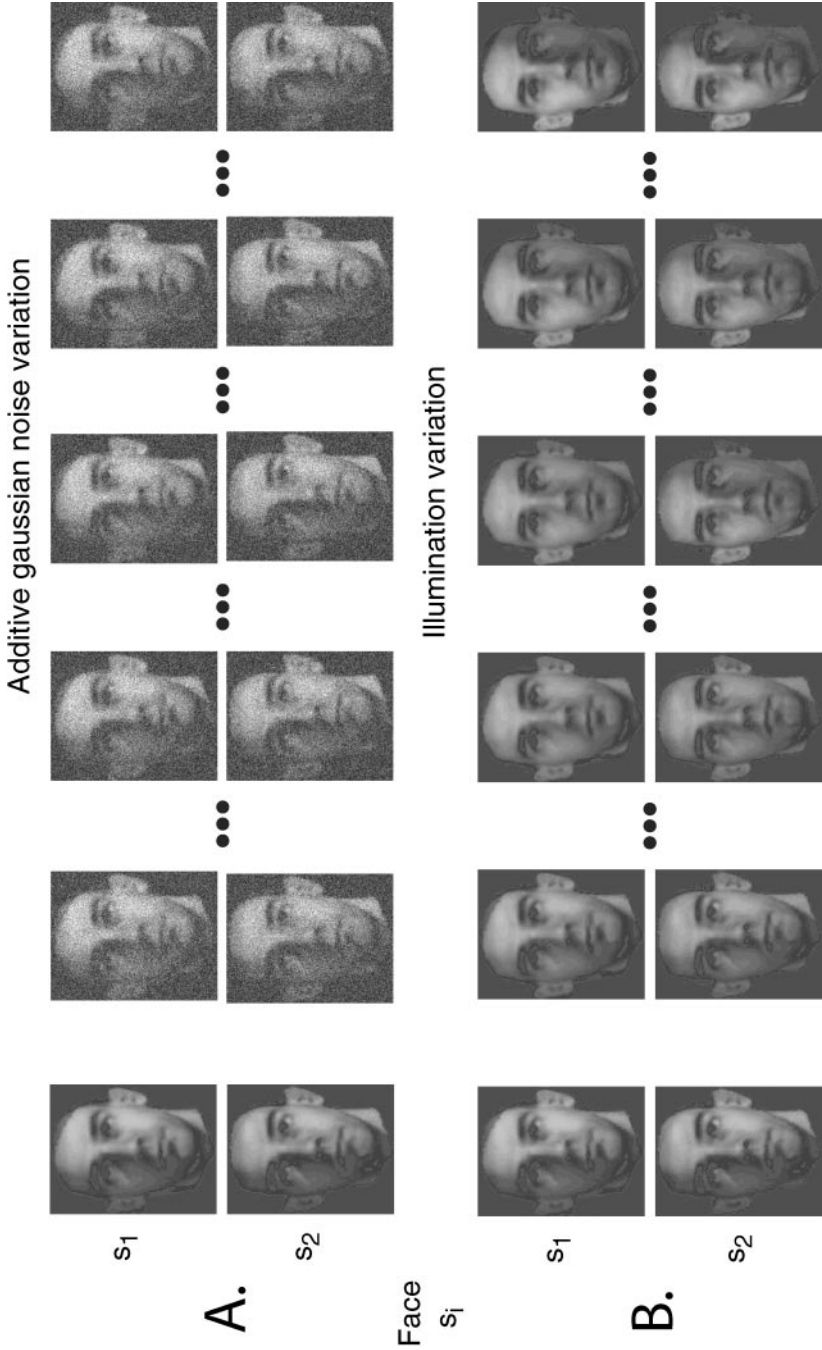 Additive gaussian noise variation
A.
s1
s2
Face
si
Illumination variation
B.
s1
s2